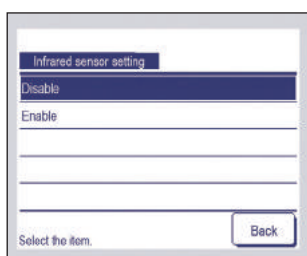 Infrared sensor setting
Disable
Enable
Select the item.
Back